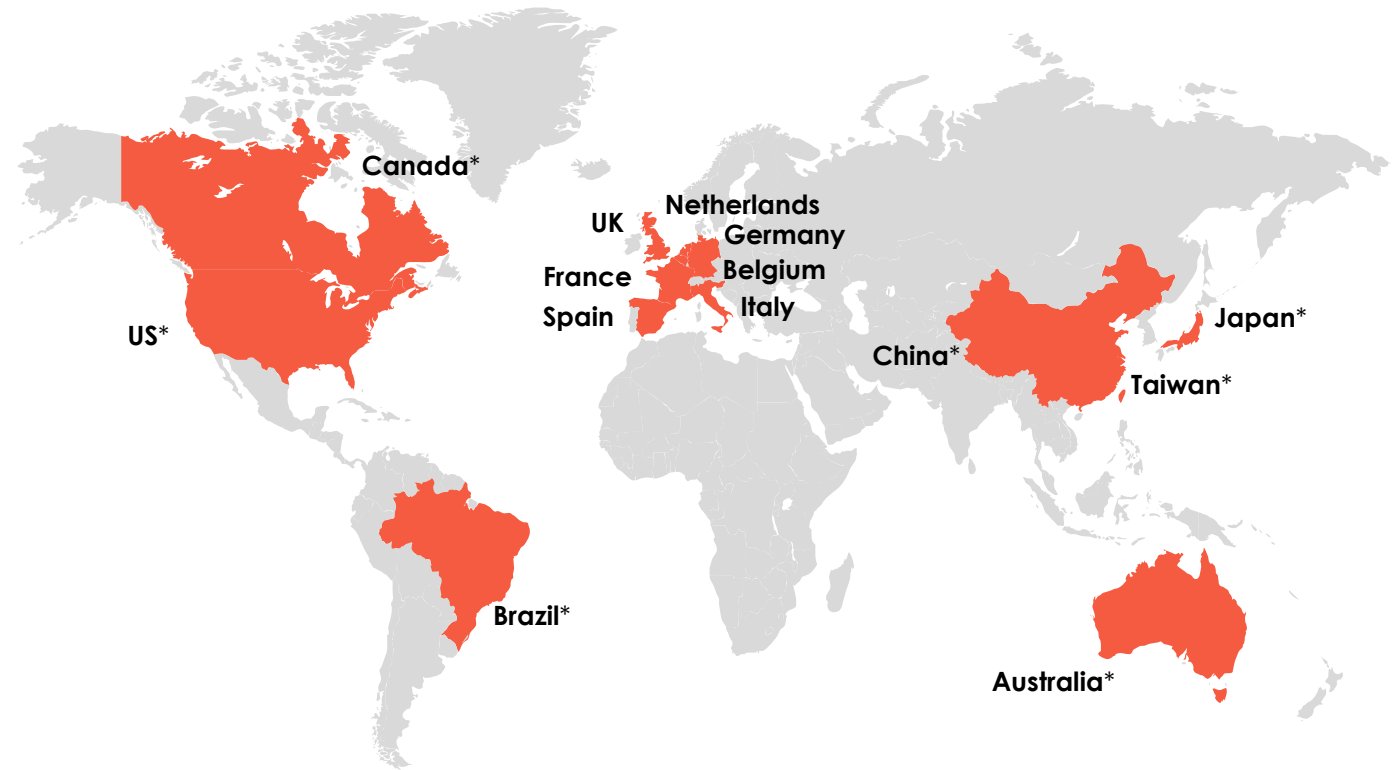 Canada*
Netherlands
UK
Germany
Belgium
France
Italy
Spain
Japan*
US*
China*
Taiwan*
Brazil*
Australia*